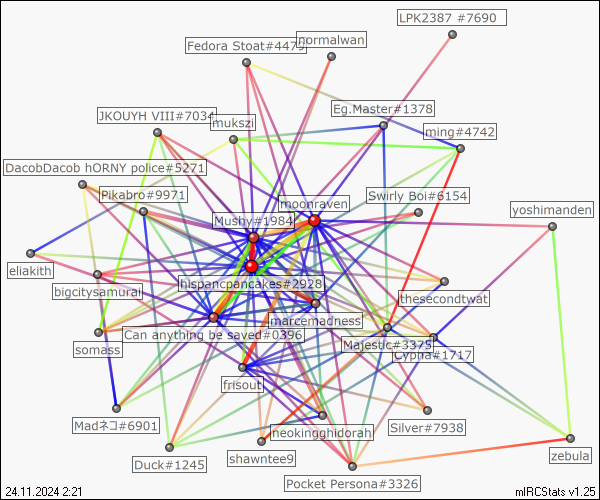 LPK2387 #7690
normalwan
Fedora Stoat#4479
Eg.Master#1378
JKOUYH VIII#7034
mukszi
ming#4742
DacobDacob hORNY police#5271
Pikabro#9971
Swirly Boi#6154
moonraven
yoshimanden
Mushy#1984
eliakith
hispancpancakes#2928
bigcitysamurai
thesecondtwat
marcemadness
Can anything be saved#0396
Majestic#3375
somass
Cypna#1717
frisout
Madネコ#6901
neokingghidorah
Silver#7938
shawntee9
zebula
Duck#1245
Pocket Persona#3326
24.11.2024 2:21
mIRCStats v1.25